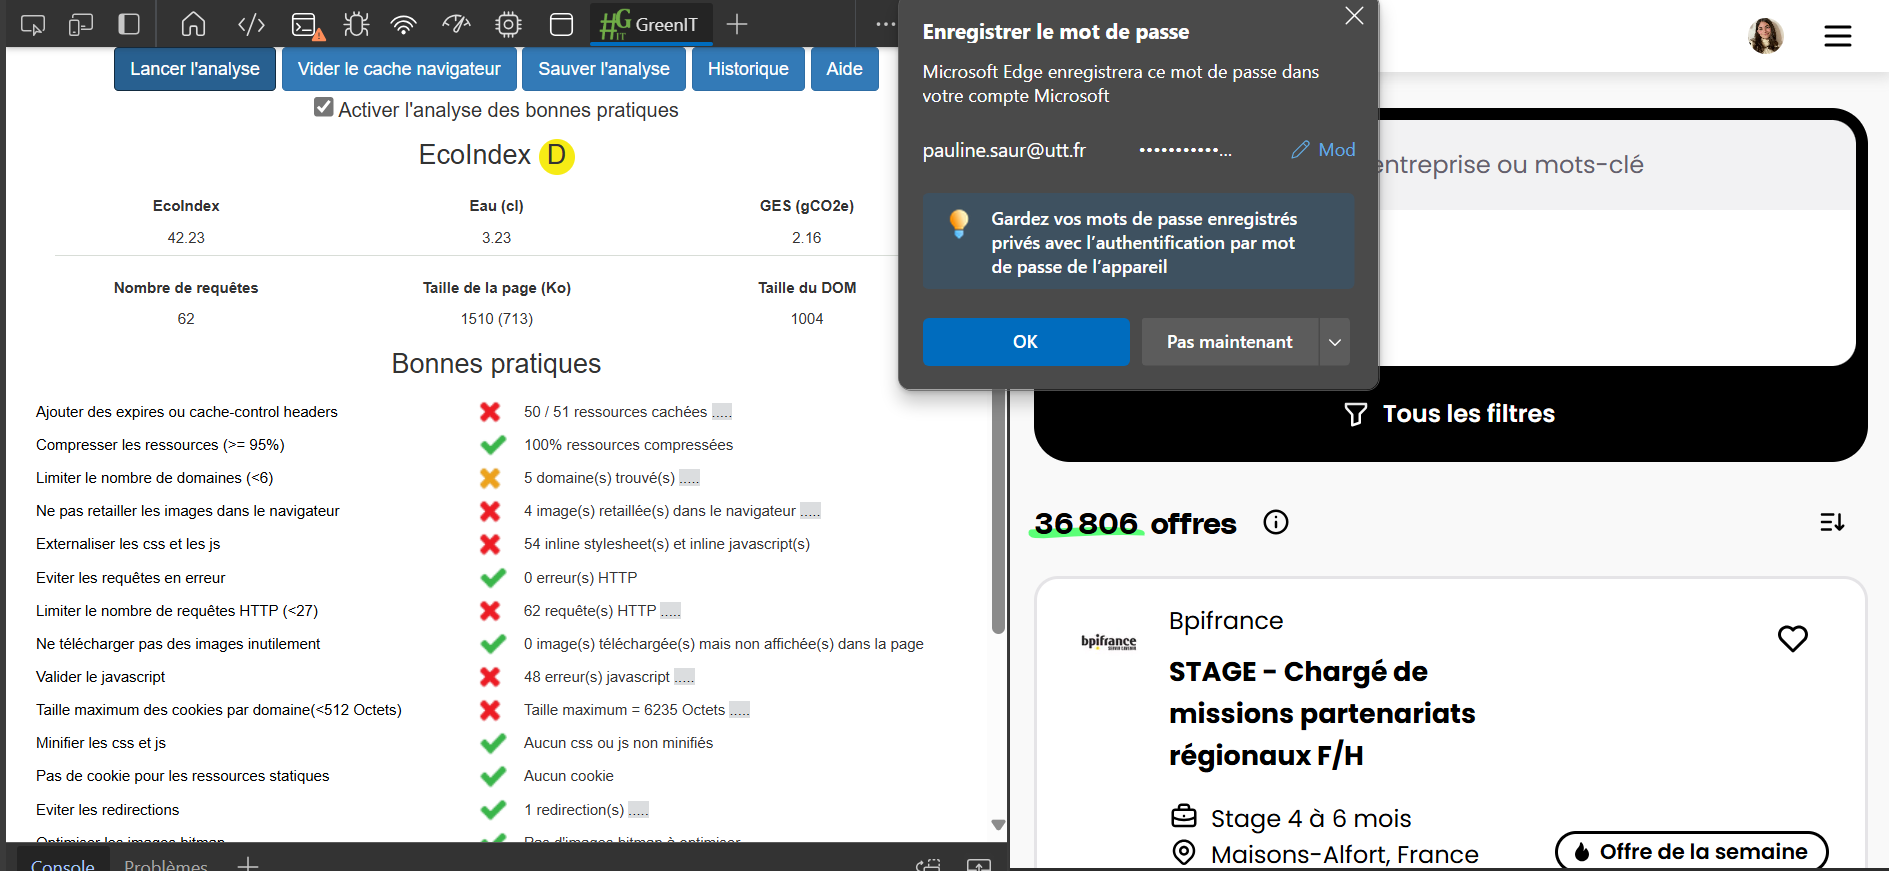 GreenIT
Lancer l'analyse
Vider le cache navigateur
Sauver l'analyse
Historique
Aide
Activer l'analyse des bonnes pratiques
EcoIndex D
EcoIndex
Eau (cl)
GES (gCO2e)
42.23
3.23
2.16
Nombre de requêtes
Taille de la page (Ko)
Taille du DOM
62
1510 (713)
1004
Bonnes pratiques
Ajouter des expires ou cache-control headers
50 / 51 ressources cachées .....
Compresser les ressources (>= 95%)
100% ressources compressées
Limiter le nombre de domaines (<6)
5 domaine(s) trouvé(s) .....
Ne pas retailler les images dans le navigateur
4 image(s) retaillée(s) dans le navigateur .....
Externaliser les css et les js
54 inline stylesheet(s) et inline javascript(s)
Eviter les requêtes en erreur
0 erreur(s) HTTP
Limiter le nombre de requêtes HTTP (<27)
62 requête(s) HTTP .....
Ne télécharger pas des images inutilement
0 image(s) téléchargée(s) mais non affichée(s) dans la page
Valider le javascript
48 erreur(s) javascript .....
Taille maximum des cookies par domaine(<512 Octets)
Taille maximum = 6235 Octets .....
Minifier les css et js
Aucun css ou js non minifiés
Pas de cookie pour les ressources statiques
Aucun cookie
Eviter les redirections
1 redirection(s) .....
Optimiser les images bitmap
Pas d'images bitmap à optimiser
Console
Problèmes
Enregistrer le mot de passe
Microsoft Edge enregistrera ce mot de passe dans
votre compte Microsoft
pauline.saur@utt.fr
•••••••••••...
Mod
Gardez vos mots de passe enregistrés
privés avec l'authentification par mot
de passe de l'appareil
OK
Pas maintenant
entreprise ou mots-clé
Tous les filtres
36 806 offres
Bpifrance
bpifrance
STAGE - Chargé de
missions partenariats
régionaux F/H
Stage 4 à 6 mois
Maisons-Alfort, France
Offre de la semaine